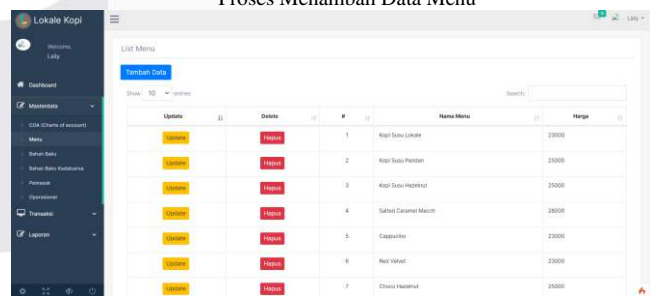 Proses Menambah Data Menu
Lokale Kopi
Welcome,
Laily
Laily
List Menu
Tambah Data
Show 10 entries
Search:
Dashboard
Masterdata
COA (Charts of account)
Menu
Bahan Baku
Bahan Baku Kadaluarsa
Pemasok
Operasional
Transaksi
Laporan
Update Delete # Nama Menu Harga
Update Hapus 1 Kopi Susu Lokale 23000
Update Hapus 2 Kopi Susu Pandan 25000
Update Hapus 3 Kopi Susu Hazelnut 25000
Update Hapus 4 Salted Caramel Macch 28000
Update Hapus 5 Cappucino 23000
Update Hapus 6 Red Velvet 23000
Update Hapus 7 Choco Hazelnut 25000